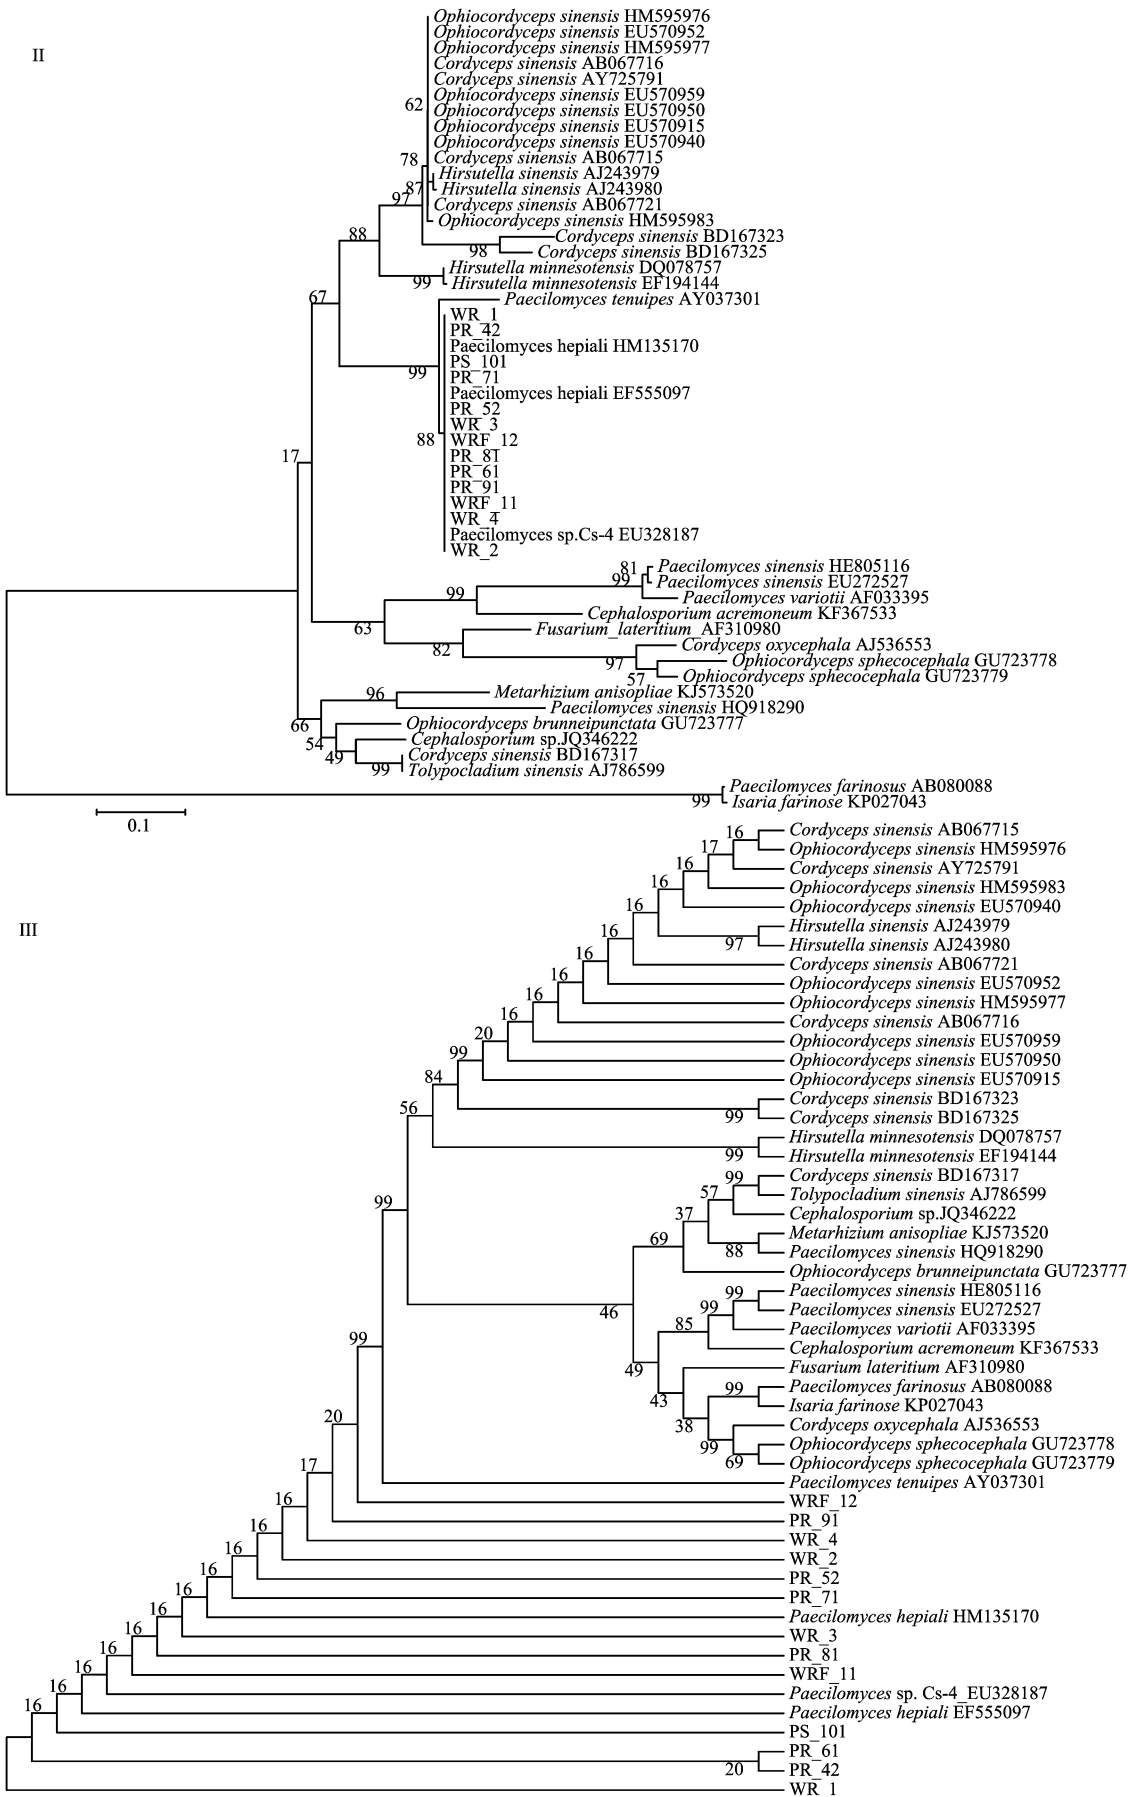 II
Ophiocordyceps sinensis HM595976
Ophiocordyceps sinensis EU570952
Ophiocordyceps sinensis HM595977
Cordyceps sinensis AB067716
Cordyceps sinensis AY725791
Ophiocordyceps sinensis EU570959
62
Ophiocordyceps sinensis EU570950
Ophiocordyceps sinensis EU570915
Ophiocordyceps sinensis EU570940
78
Cordyceps sinensis AB067715
Hirsutella sinensis AJ243979
87
Hirsutella sinensis AJ243980
97
Cordyceps sinensis AB067721
Ophiocordyceps sinensis HM595983
88
Cordyceps sinensis BD167323
98
Cordyceps sinensis BD167325
Hirsutella minnesotensis DQ078757
99
Hirsutella minnesotensis EF194144
67
Paecilomyces tenuipes AY037301
WR_1
PR_42
Paecilomyces hepiali HM135170
PS_101
99
PR_71
Paecilomyces hepiali EF555097
PR_52
WR_3
88
WRF_12
17
PR_81
PR_61
PR_91
WRF_11
WR_4
Paecilomyces sp.Cs-4 EU328187
WR_2
81
Paecilomyces sinensis HE805116
99
Paecilomyces sinensis EU272527
99
Paecilomyces variotii AF033395
Cephalosporium acremoneum KF367533
63
Fusarium_lateritium_AF310980
82
Cordyceps oxycephala AJ536553
97
Ophiocordyceps sphecocephala GU723778
57
Ophiocordyceps sphecocephala GU723779
96
Metarhizium anisopliae KJ573520
Paecilomyces sinensis HQ918290
66
Ophiocordyceps brunneipunctata GU723777
54
Cephalosporium sp.JQ346222
49
Cordyceps sinensis BD167317
99
Tolypocladium sinensis AJ786599
Paecilomyces farinosus AB080088
99
Isaria farinose KP027043
0.1
III
16
Cordyceps sinensis AB067715
17
Ophiocordyceps sinensis HM595976
16
Cordyceps sinensis AY725791
16
Ophiocordyceps sinensis HM595983
16
Ophiocordyceps sinensis EU570940
16
Hirsutella sinensis AJ243979
97
Hirsutella sinensis AJ243980
16
Cordyceps sinensis AB067721
16
Ophiocordyceps sinensis EU570952
16
Ophiocordyceps sinensis HM595977
16
Cordyceps sinensis AB067716
20
Ophiocordyceps sinensis EU570959
99
Ophiocordyceps sinensis EU570950
84
Ophiocordyceps sinensis EU570915
56
Cordyceps sinensis BD167323
99
Cordyceps sinensis BD167325
Hirsutella minnesotensis DQ078757
99
Hirsutella minnesotensis EF194144
99
Cordyceps sinensis BD167317
57
Tolypocladium sinensis AJ786599
99
37
Cephalosporium sp.JQ346222
69
Metarhizium anisopliae KJ573520
88
Paecilomyces sinensis HQ918290
Ophiocordyceps brunneipunctata GU723777
99
Paecilomyces sinensis HE805116
46
99
Paecilomyces sinensis EU272527
85
Paecilomyces variotii AF033395
99
Cephalosporium acremoneum KF367533
49
Fusarium lateritium AF310980
43
99
Paecilomyces farinosus AB080088
Isaria farinose KP027043
20
38
Cordyceps oxycephala AJ536553
99
Ophiocordyceps sphecocephala GU723778
69
Ophiocordyceps sphecocephala GU723779
17
Paecilomyces tenuipes AY037301
16
WRF_12
16
PR_91
WR_4
16
WR_2
16
PR_52
16
PR_71
16
Paecilomyces hepiali HM135170
16
WR_3
16
PR_81
16
WRF_11
16
Paecilomyces sp. Cs-4_EU328187
16
Paecilomyces hepiali EF555097
PS_101
PR_61
20
PR_42
WR_1